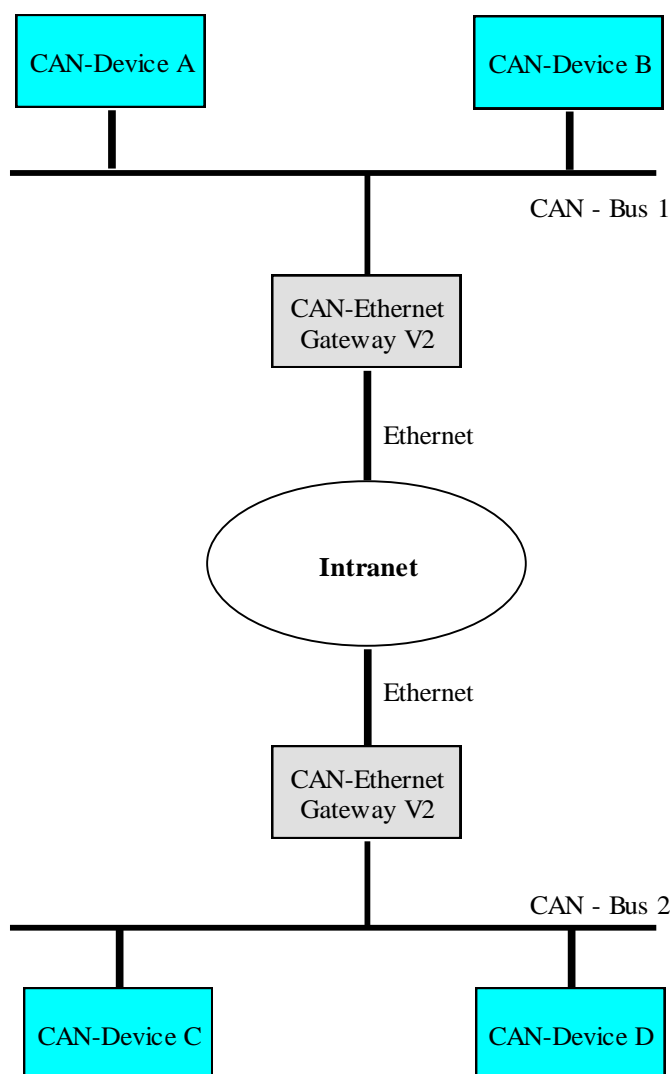 CAN-Device A
CAN-Device B
CAN - Bus 1
CAN-Ethernet
Gateway V2
Ethernet
Intranet
Ethernet
CAN-Ethernet
Gateway V2
CAN - Bus 2
CAN-Device C
CAN-Device D